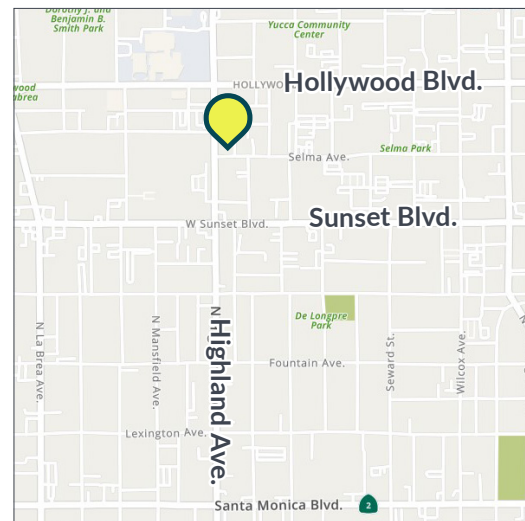 Dorothy J. and
Benjamin B.
Smith Park
Yucca Community
Center
HOLLYWO
Hollywood Blvd.
wood
abrea
Selma Park
Selma Ave.
Sunset Blvd.
W Sunset Blvd.
De Longpre
Park
N La Brea Ave.
N Mansfield Ave.
N
Highland Ave.
Seward St.
Wilcox Ave.
Fountain Ave.
Lexington Ave.
Santa Monica Blvd.
2